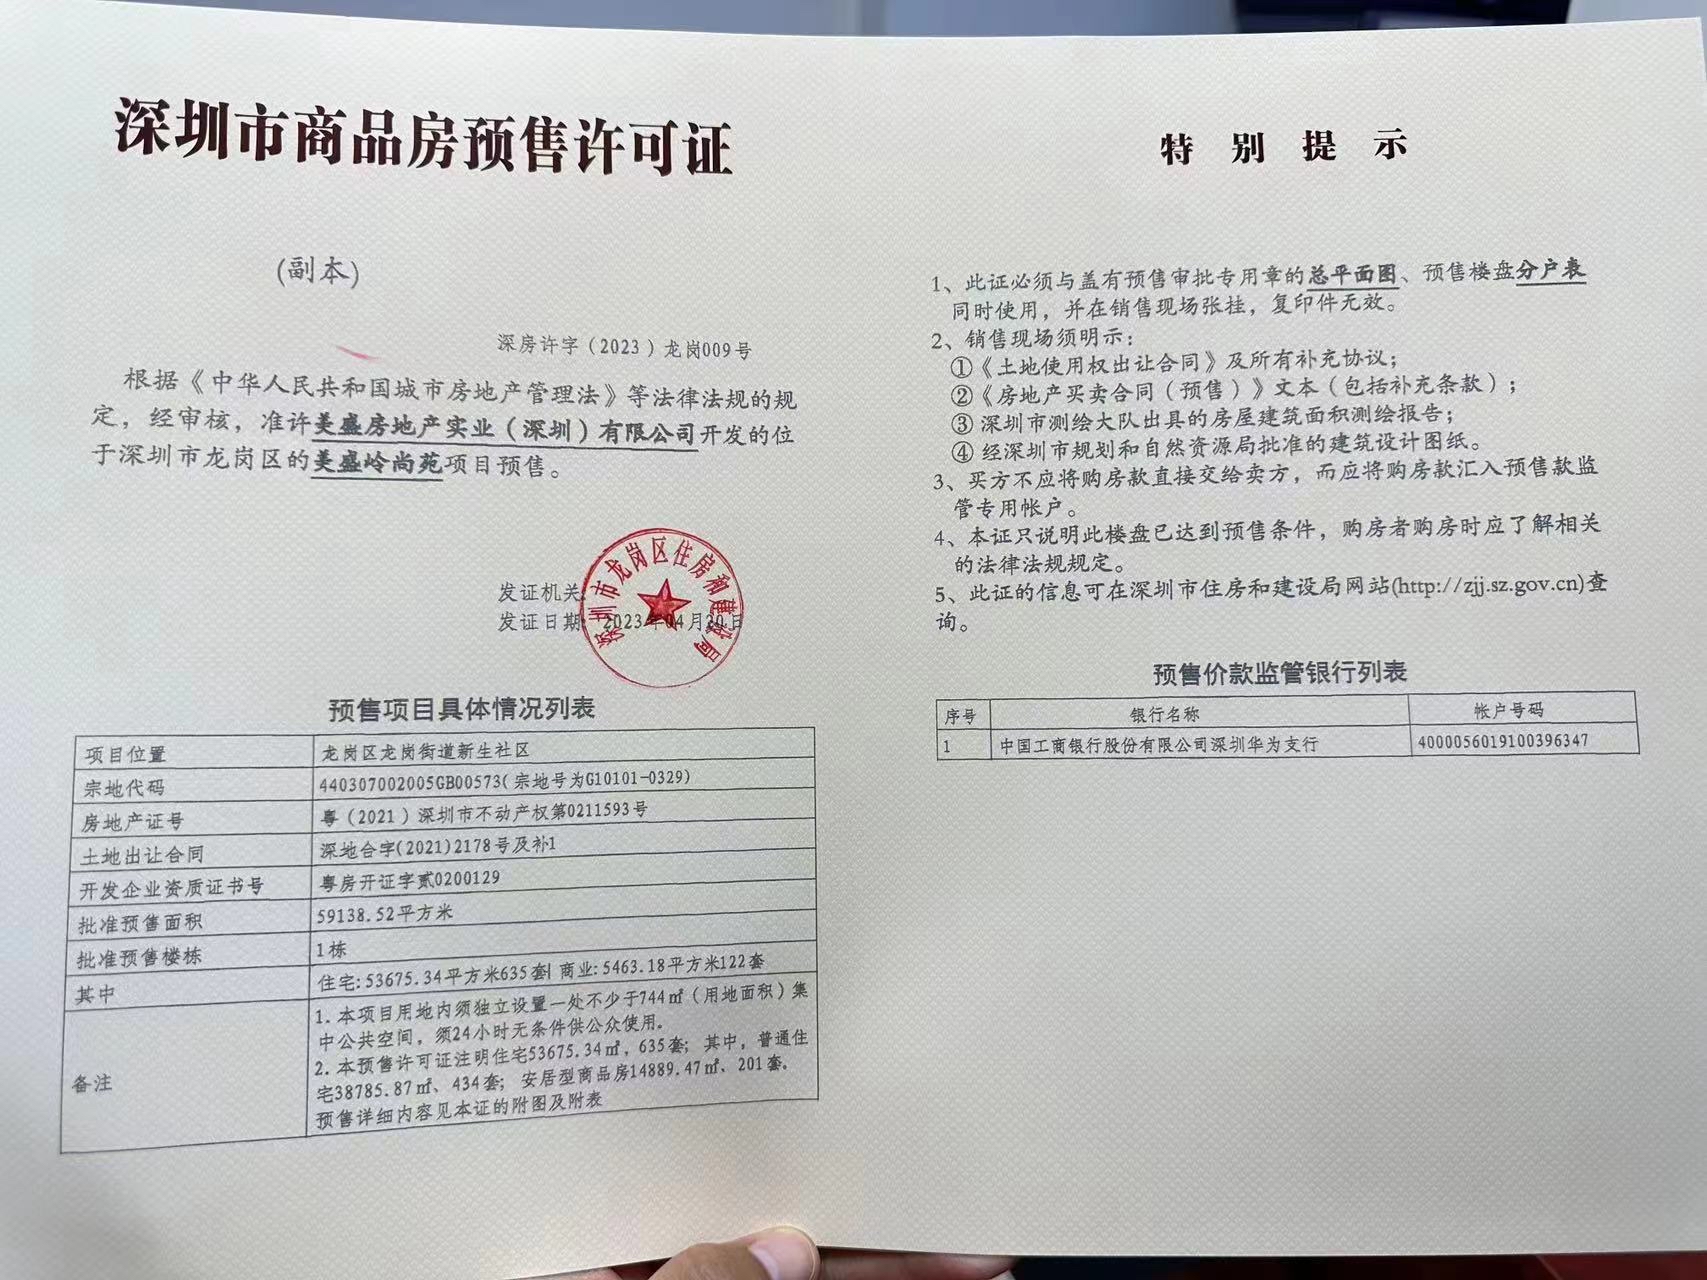 深圳市商品房预售许可证
(副本)
深房许字（2023）龙岗009号
根据《中华人民共和国城市房地产管理法》等法律法规的规
定，经审核，准许美盛房地产实业（深圳）有限公司开发的位
于深圳市龙岗区的美盛岭尚苑项目预售。
发证机关:
发证日期: 2023年04月20日
深圳市龙岗区住房和建设局
预售项目具体情况列表
项目位置 龙岗区龙岗街道新生社区
宗地代码 440307002005GB00573(宗地号为G10101-0329)
房地产证号 粤（2021）深圳市不动产权第0211593号
土地出让合同 深地合字(2021)2178号及补1
开发企业资质证书号 粤房开证字贰0200129
批准预售面积 59138.52平方米
批准预售楼栋 1栋
其中 住宅:53675.34平方米635套| 商业:5463.18平方米122套
备注 1.本项目用地内须独立设置一处不少于744㎡（用地面积）集
中公共空间，须24小时无条件供公众使用.
2.本预售许可证注明住宅53675.34㎡，635套；其中，普通住
宅38785.87㎡、434套；安居型商品房14889.47㎡、201套.
预售详细内容见本证的附图及附表
特别提示
1、此证必须与盖有预售审批专用章的总平面图、预售楼盘分户表
同时使用，并在销售现场张挂，复印件无效。
2、销售现场须明示：
①《土地使用权出让合同》及所有补充协议；
②《房地产买卖合同（预售）》文本（包括补充条款）；
③深圳市测绘大队出具的房屋建筑面积测绘报告；
④经深圳市规划和自然资源局批准的建筑设计图纸。
3、买方不应将购房款直接交给卖方，而应将购房款汇入预售款监
管专用帐户。
4、本证只说明此楼盘已达到预售条件，购房者购房时应了解相关
的法律法规规定。
5、此证的信息可在深圳市住房和建设局网站(http://zjj.sz.gov.cn)查
询。
预售价款监管银行列表
序号 银行名称 帐户号码
1 中国工商银行股份有限公司深圳华为支行 4000056019100396347